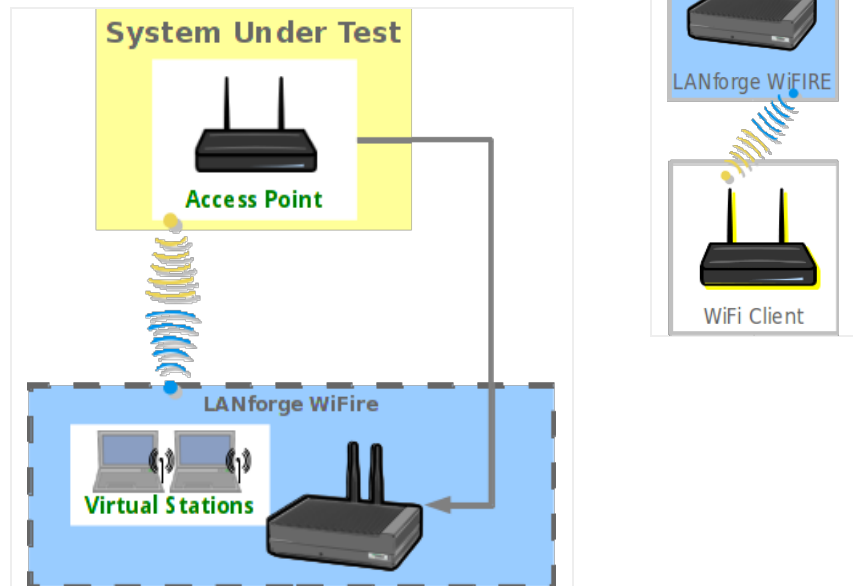 System Under Test
Access Point
LANforge WiFire
Virtual Stations
LANforge WiFIRE
WiFi Client